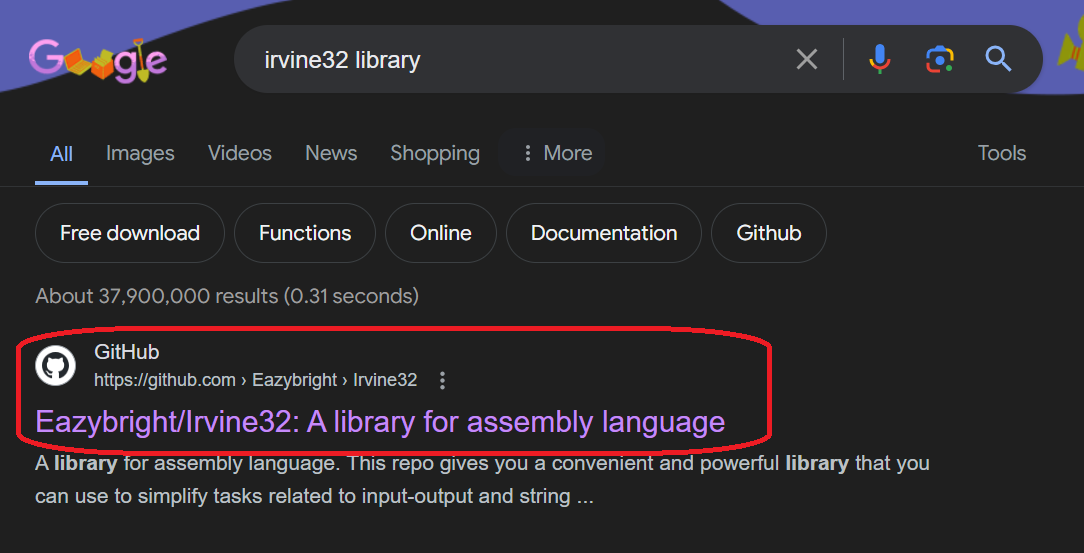 Google
irvine32 library
All Images Videos News Shopping More Tools
Free download Functions Online Documentation Github
About 37,900,000 results (0.31 seconds)
GitHub
https://github.com › Eazybright › Irvine32
Eazybright/Irvine32: A library for assembly language
A library for assembly language. This repo gives you a convenient and powerful library that you
can use to simplify tasks related to input-output and string ...